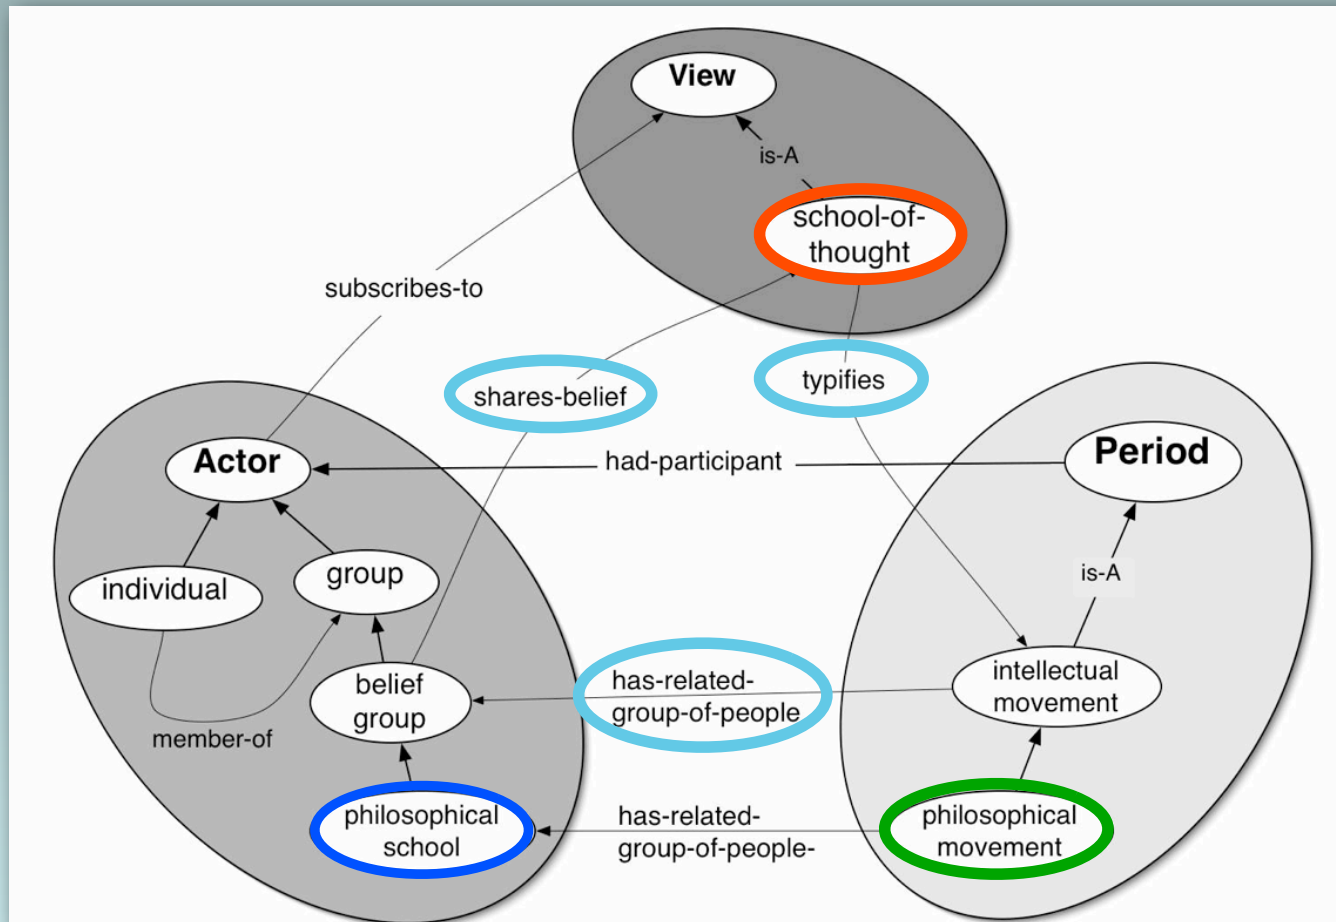 View
is-A
school-of-
thought
subscribes-to
shares-belief
typifies
Actor
had-participant
Period
individual
group
is-A
belief
group
has-related-
group-of-people
intellectual
movement
member-of
philosophical
school
has-related-
group-of-people-
philosophical
movement